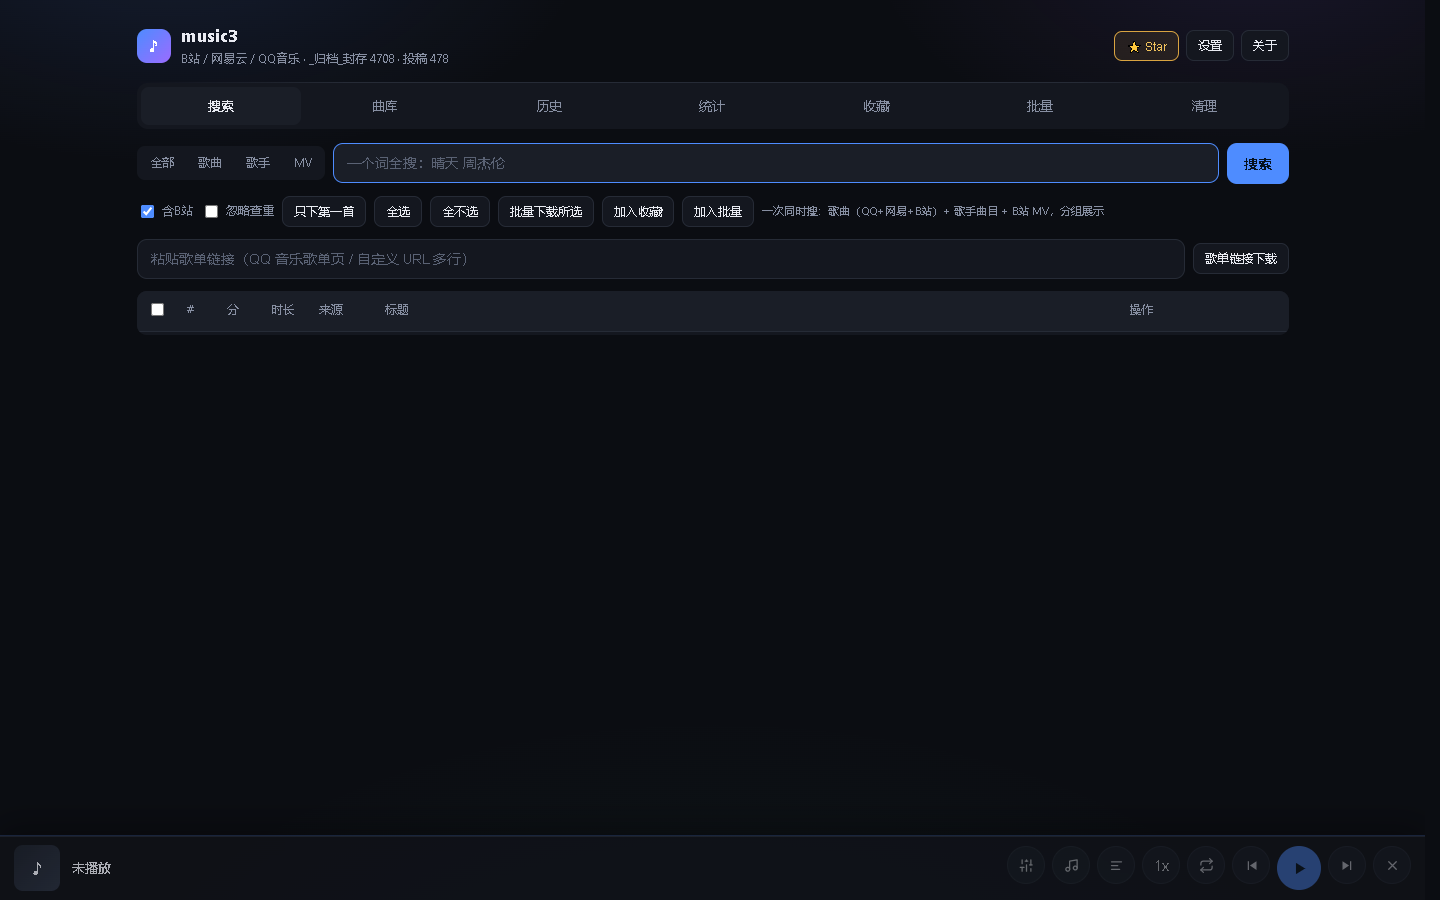 music3
B站 / 网易云 / QQ音乐 · _归档_封存 4708 · 投稿 478
★ Star
设置
关于
搜索
曲库
历史
统计
收藏
批量
清理
全部
歌曲
歌手
MV
一个词全搜：晴天 周杰伦
搜索
含B站
忽略查重
只下第一首
全选
全不选
批量下载所选
加入收藏
加入批量
一次同时搜：歌曲（QQ+网易+B站）+ 歌手曲目 + B站 MV，分组展示
粘贴歌单链接（QQ 音乐歌单页 / 自定义 URL 多行）
歌单链接下载
#
分
时长
来源
标题
操作
未播放
1x